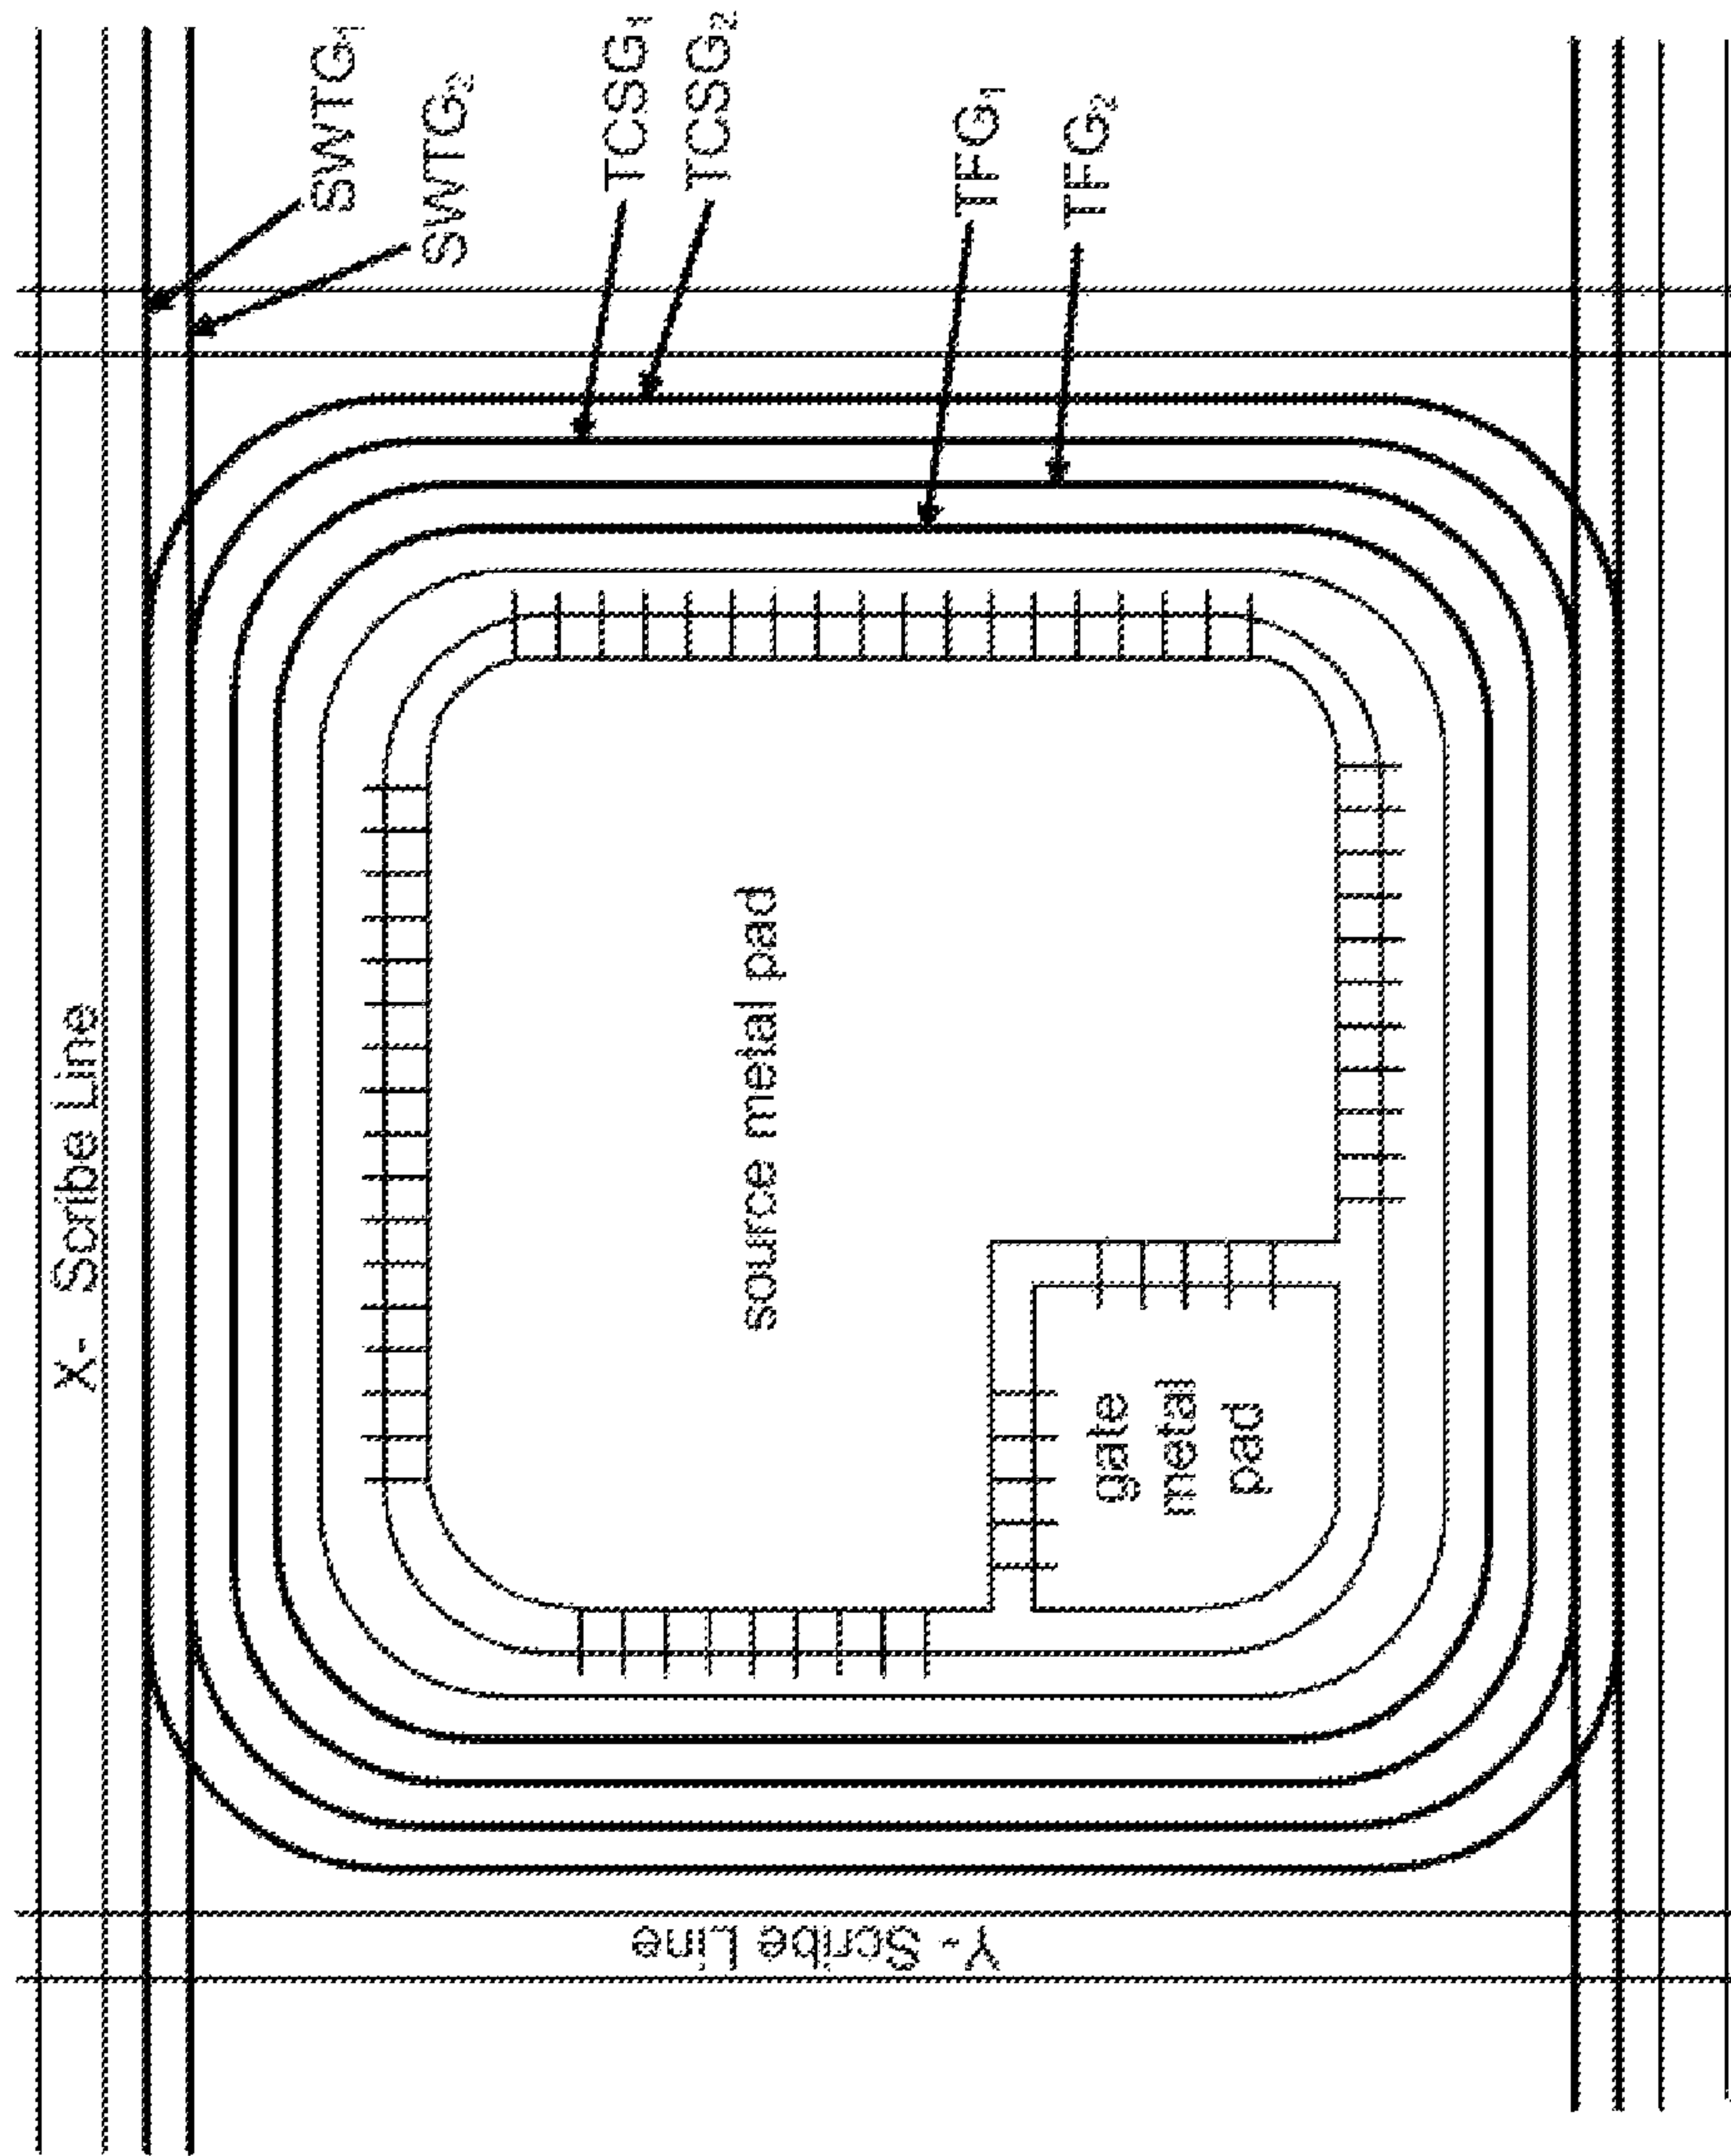 X- Scribe Line
SWTG₁
SWTG₂
TCSG₁
TCSG₂
TFG₁
TFG₂
source metal pad
gate
metal
pad
Y- Scribe Line